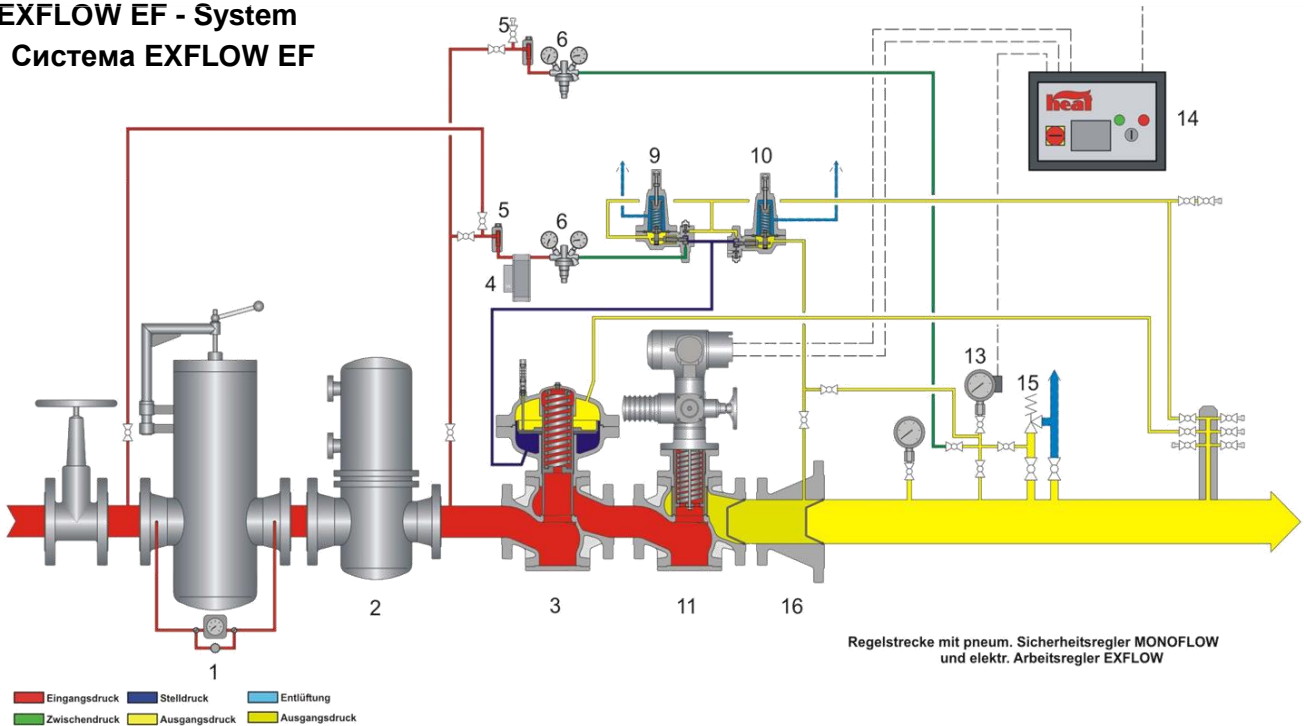 EXFLOW EF - System
Система EXFLOW EF
5
6
heat
14
9
10
5
6
4
13
15
1
2
3
11
16
Regelstrecke mit pneum. Sicherheitsregler MONOFLOW
und elektr. Arbeitsregler EXFLOW
Eingangsdruck Stelldruck Entlüftung
Zwischendruck Ausgangsdruck Ausgangsdruck